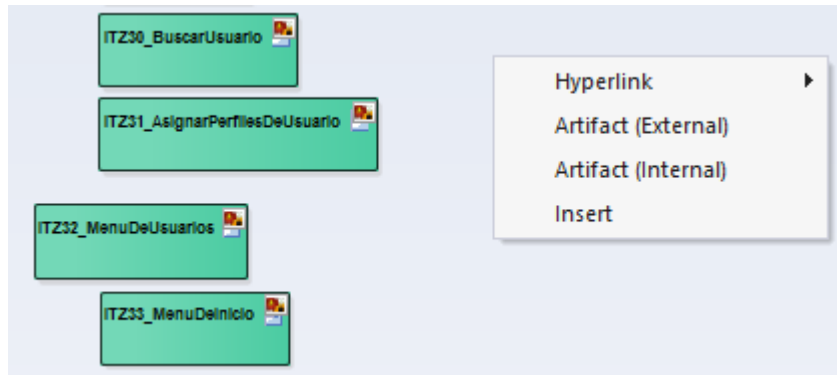 ITZ30_BuscarUsuario
ITZ31_AsignarPerfilesDeUsuario
ITZ32_MenuDeUsuarios
ITZ33_MenuDeInicio
Hyperlink
Artifact (External)
Artifact (Internal)
Insert